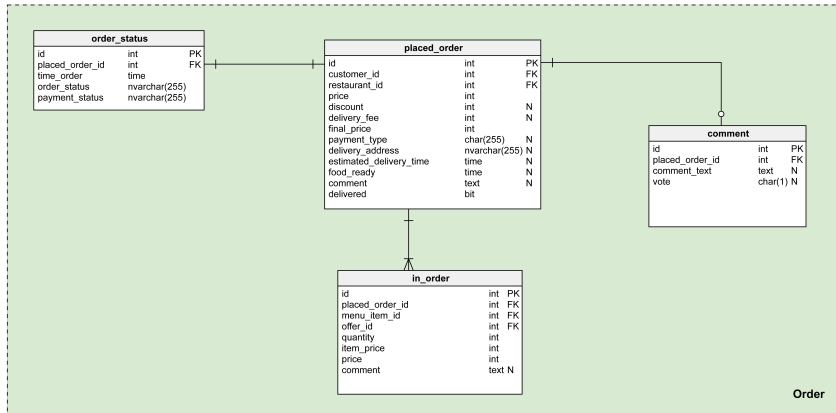 order_status
id int PK
placed_order_id int FK
time_order time
order_status nvarchar(255)
payment_status nvarchar(255)
placed_order
id int PK
customer_id int FK
restaurant_id int FK
price int
discount int N
delivery_fee int N
final_price int
payment_type char(255) N
delivery_address nvarchar(255) N
estimated_delivery_time time N
food_ready time N
comment text N
delivered bit
comment
id int PK
placed_order_id int FK
comment_text text N
vote char(1) N
in_order
id int PK
placed_order_id int FK
menu_item_id int FK
offer_id int FK
quantity int
item_price int
price int
comment text N
Order